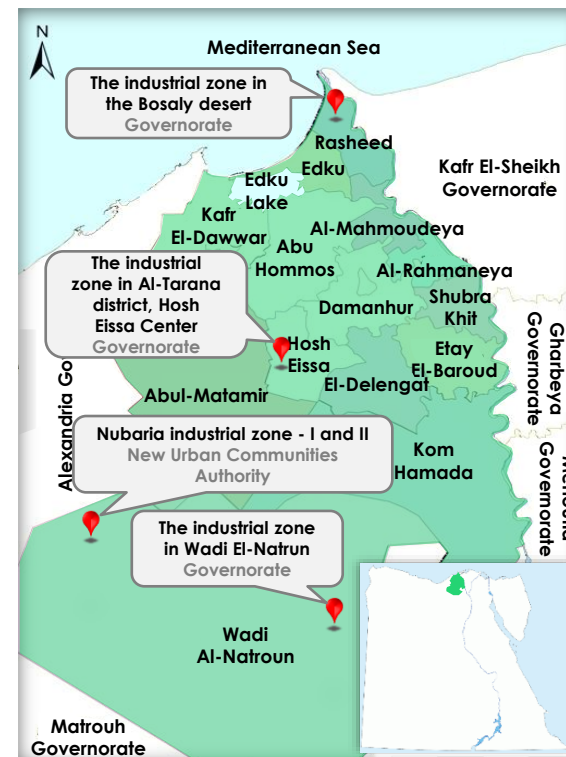 N
Mediterranean Sea
The industrial zone in
the Bosaly desert
Governorate
Rasheed
Edku
Kafr El-Sheikh
Governorate
Edku
Lake
Kafr
El-Dawwar
Al-Mahmoudeya
Abu
Hommos
The industrial
zone in Al-Tarana
district, Hosh
Eissa Center
Governorate
Al-Rahmaneya
Damanhur
Shubra
Khit
Gharbeya
Governorate
Hosh
Eissa
Etay
El-Baroud
El-Delengat
Abul-Matamir
Alexandria Go
Nubaria industrial zone - I and II
New Urban Communities
Authority
Kom
Hamada
Governorate
The industrial zone
in Wadi El-Natrun
Governorate
Wadi
Al-Natroun
Matrouh
Governorate